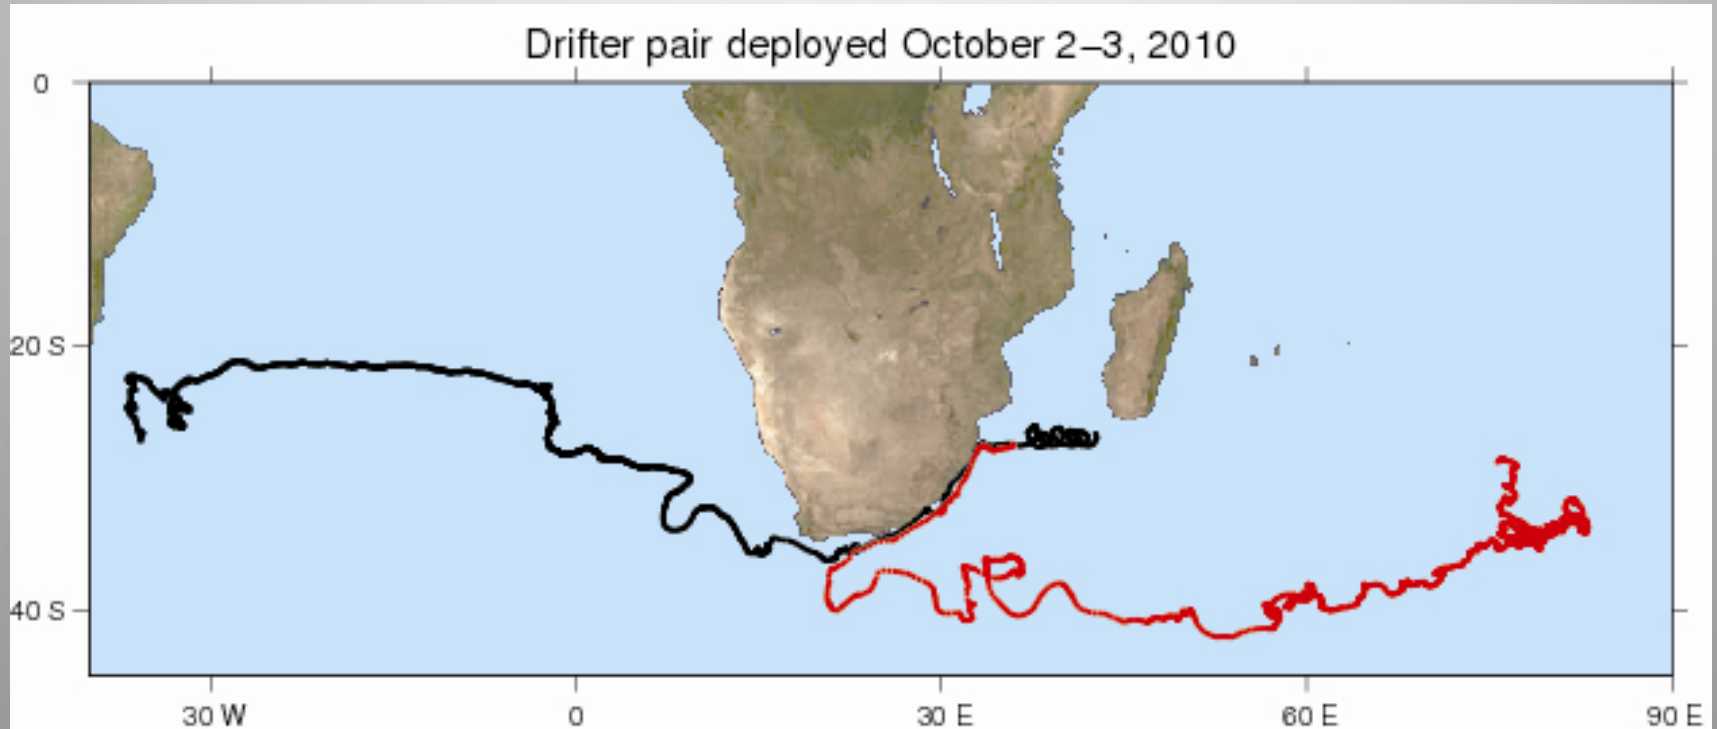 Drifter pair deployed October 2–3, 2010
0
20 S
40 S
30 W 0 30 E 60 E 90 E